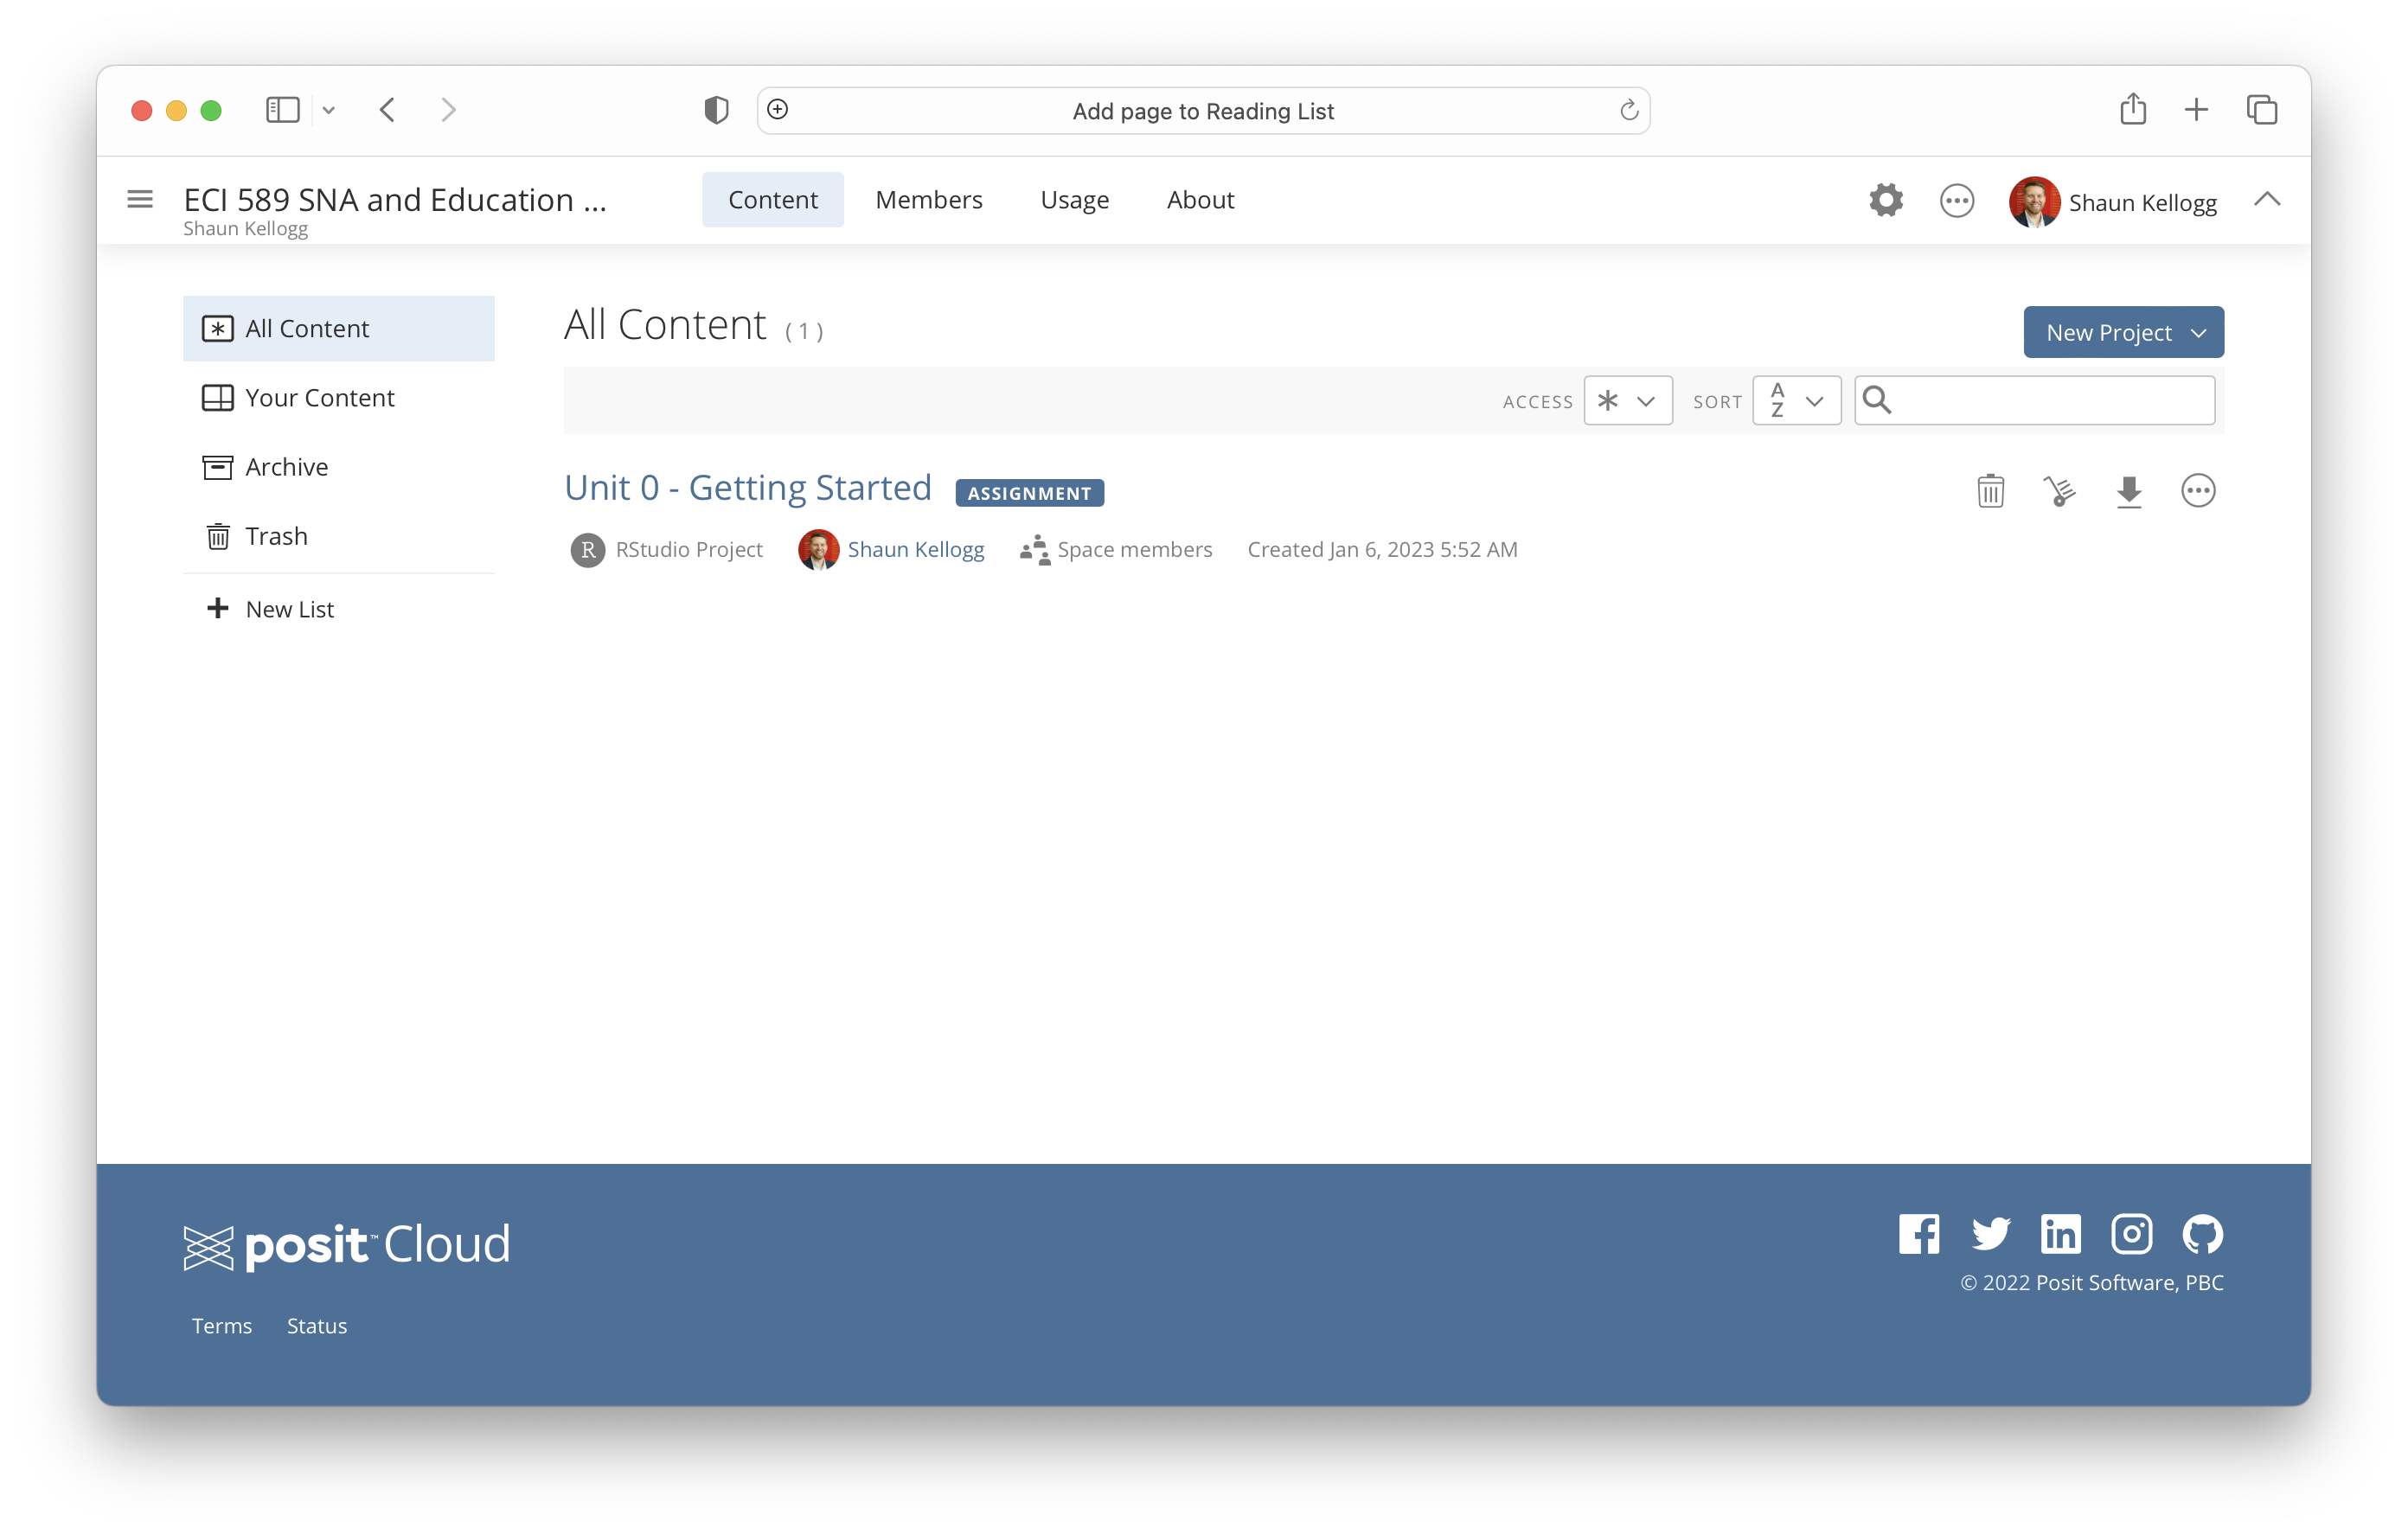 Add page to Reading List
ECI 589 SNA and Education ...
Shaun Kellogg
Content Members Usage About
Shaun Kellogg
All Content
Your Content
Archive
Trash
New List
All Content ( 1 )
New Project
ACCESS SORT A Z
Unit 0 - Getting Started ASSIGNMENT
R RStudio Project Shaun Kellogg Space members Created Jan 6, 2023 5:52 AM
posit™ Cloud
Terms Status
© 2022 Posit Software, PBC